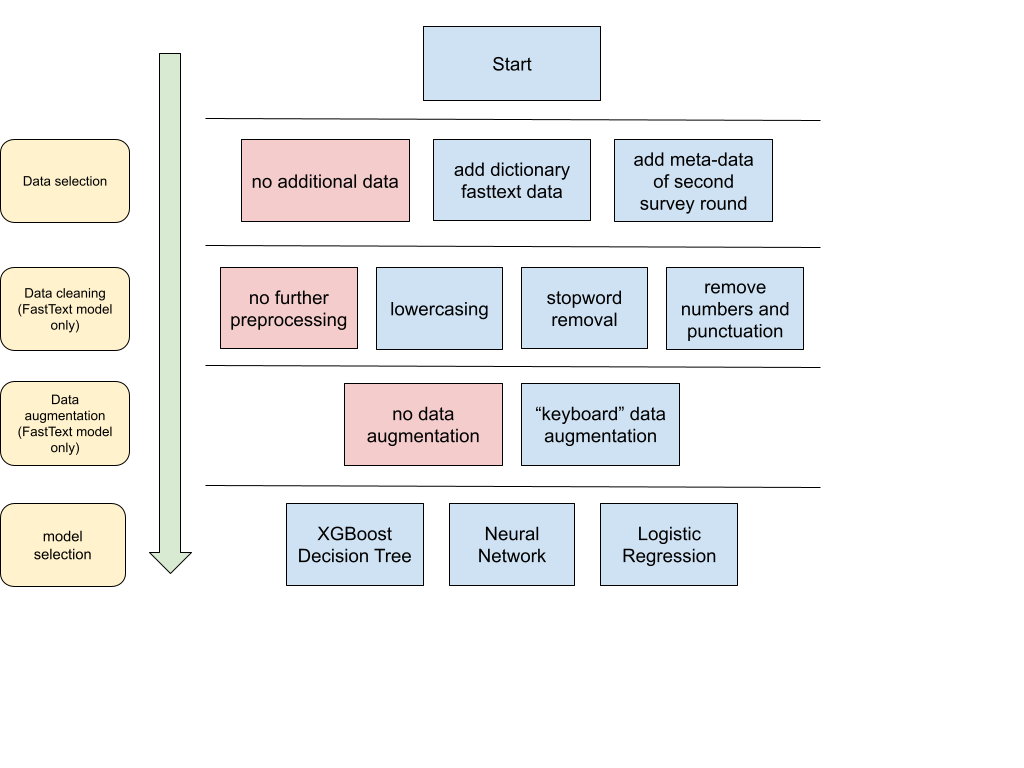 Start
Data selection
no additional data
add dictionary
fasttext data
add meta-data
of second
survey round
Data cleaning
(FastText model
only)
no further
preprocessing
lowercasing
stopword
removal
remove
numbers and
punctuation
Data
augmentation
(FastText model
only)
no data
augmentation
“keyboard” data
augmentation
model
selection
XGBoost
Decision Tree
Neural
Network
Logistic
Regression